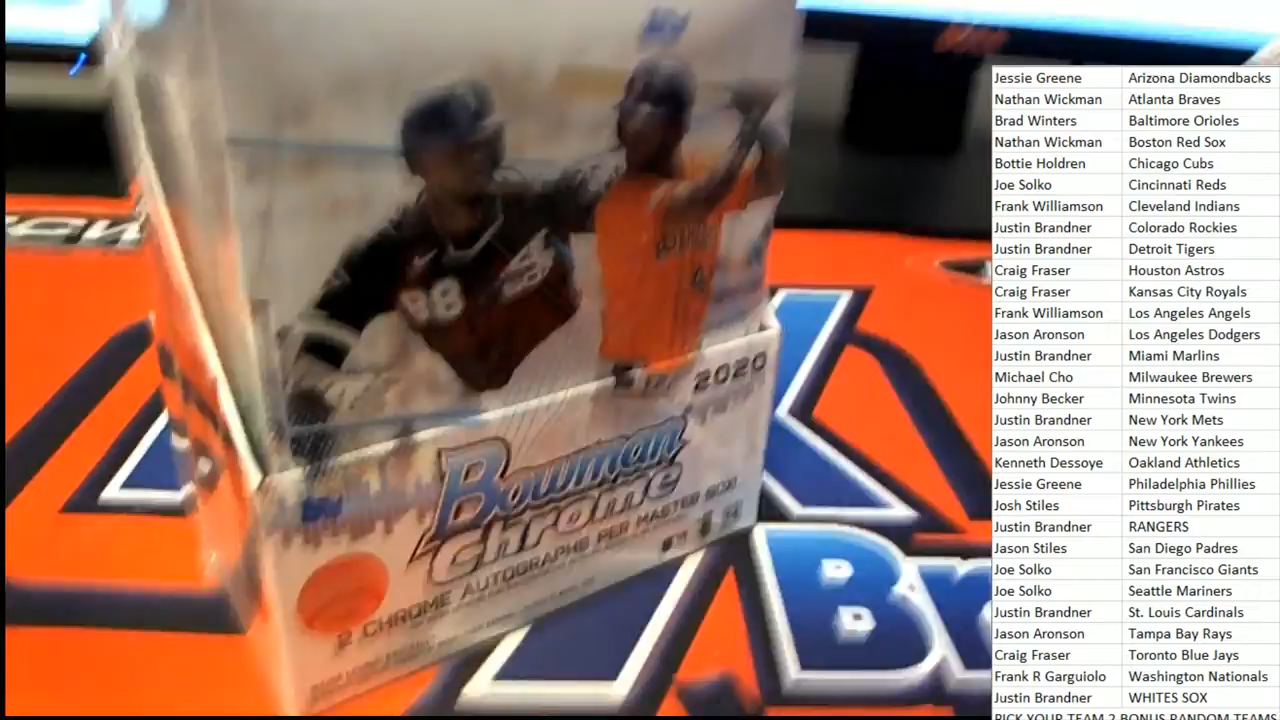 Jessie Greene Arizona Diamondbacks
Nathan Wickman Atlanta Braves
Brad Winters Baltimore Orioles
Nathan Wickman Boston Red Sox
Bottie Holdren Chicago Cubs
Joe Solko Cincinnati Reds
Frank Williamson Cleveland Indians
Justin Brandner Colorado Rockies
Justin Brandner Detroit Tigers
Craig Fraser Houston Astros
Craig Fraser Kansas City Royals
Frank Williamson Los Angeles Angels
Jason Aronson Los Angeles Dodgers
Justin Brandner Miami Marlins
Michael Cho Milwaukee Brewers
Johnny Becker Minnesota Twins
Justin Brandner New York Mets
Jason Aronson New York Yankees
Kenneth Dessoye Oakland Athletics
Jessie Greene Philadelphia Phillies
Josh Stiles Pittsburgh Pirates
Justin Brandner RANGERS
Jason Stiles San Diego Padres
Joe Solko San Francisco Giants
Joe Solko Seattle Mariners
Justin Brandner St. Louis Cardinals
Jason Aronson Tampa Bay Rays
Craig Fraser Toronto Blue Jays
Frank R Garguiolo Washington Nationals
Justin Brandner WHITES SOX
PICK YOUR TEAM 2 BONUS RANDOM TEAMS
88
2020
Bowman
Chrome
2 CHROME AUTOGRAPHS PER MASTER BOX!
Br